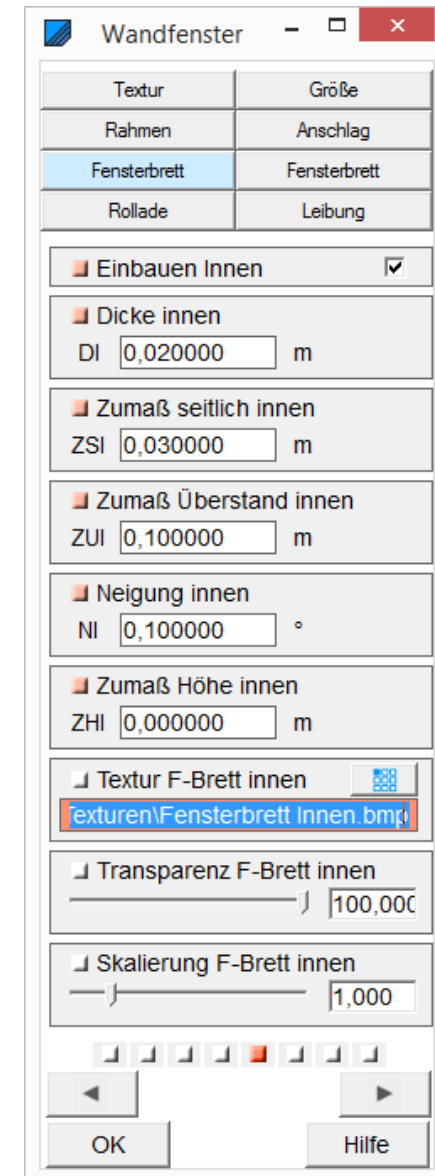 Wandfenster
Textur Größe
Rahmen Anschlag
Fensterbrett Fensterbrett
Rollade Leibung
Einbauen Innen
Dicke innen
DI 0,020000 m
Zumaß seitlich innen
ZSI 0,030000 m
Zumaß Überstand innen
ZUI 0,100000 m
Neigung innen
NI 0,100000 °
Zumaß Höhe innen
ZHI 0,000000 m
Textur F-Brett innen
Texturen\Fensterbrett Innen.bmp
Transparenz F-Brett innen
100,000
Skalierung F-Brett innen
1,000
OK Hilfe